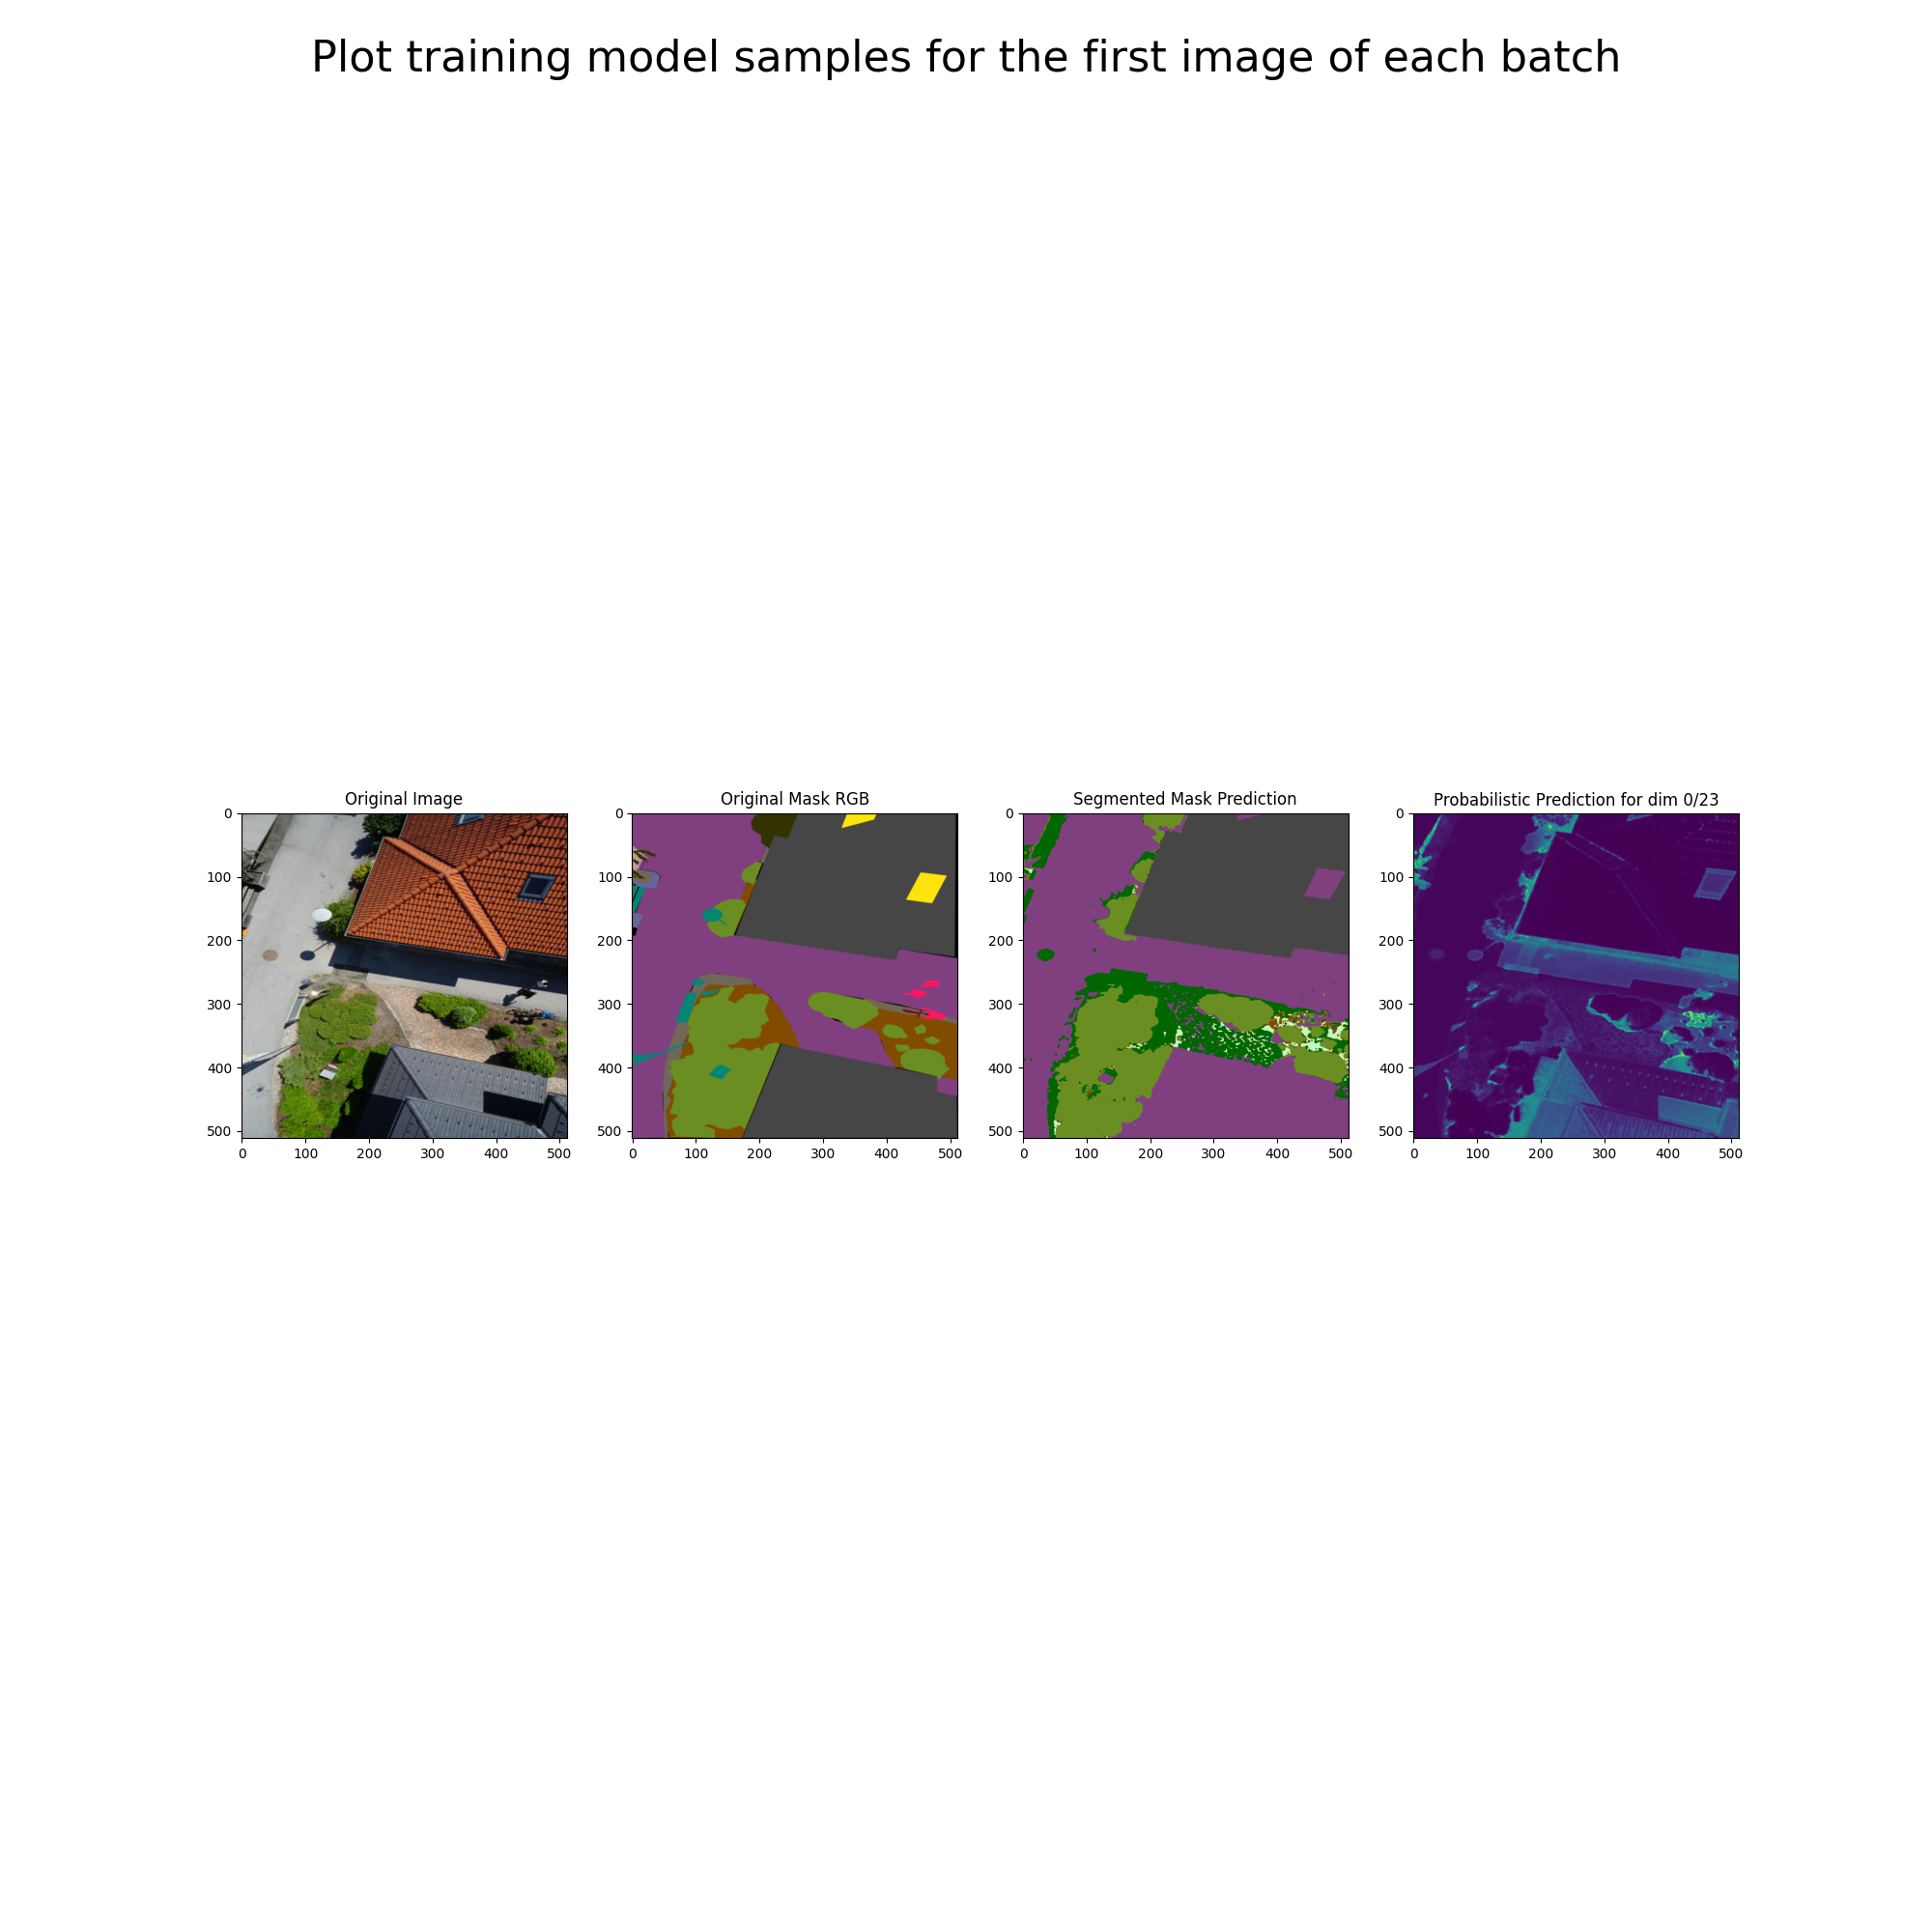 Plot training model samples for the first image of each batch
Original Image
Original Mask RGB
Segmented Mask Prediction
Probabilistic Prediction for dim 0/23
0
100
200
300
400
500
0 100 200 300 400 500
0
100
200
300
400
500
0 100 200 300 400 500
0
100
200
300
400
500
0 100 200 300 400 500
0
100
200
300
400
500
0 100 200 300 400 500